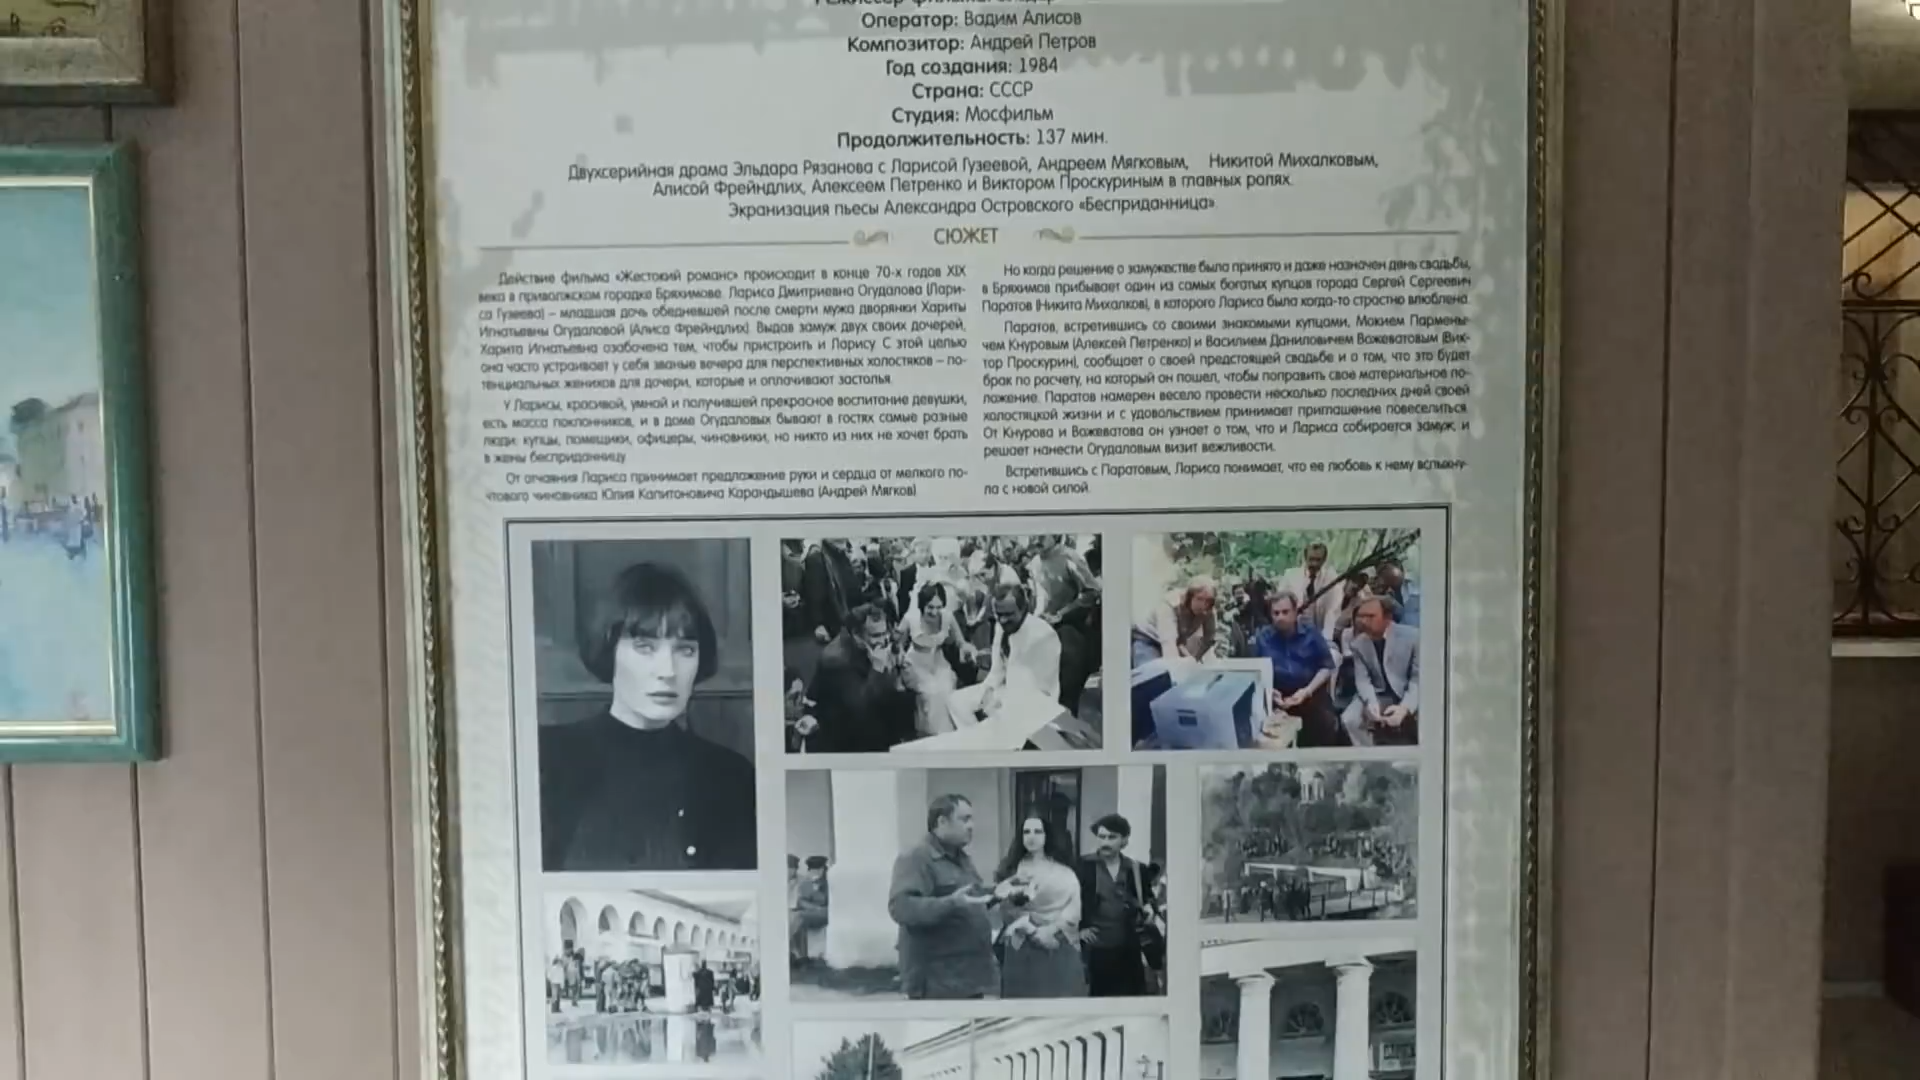 Оператор: Вадим Алисов
Композитор: Андрей Петров
Год создания: 1984
Страна: СССР
Студия: Мосфильм
Продолжительность: 137 мин.
Двухсерийная драма Эльдара Рязанова с Ларисой Гузеевой, Андреем Мягковым, Никитой Михалковым,
Алисой Фрейндлих, Алексеем Петренко и Виктором Проскуриным в главных ролях.
Экранизация пьесы Александра Островского «Бесприданница»
СЮЖЕТ
Действие фильма «Жестокий романс» происходит в конце 70-х годов XIX
века в приволжском городке Бряхимове. Лариса Дмитриевна Огудалова (Лари-
са Гузеева) – младшая дочь обедневшей после смерти мужа дворянки Хариты
Игнатьевны Огудаловой (Алиса Фрейндлих). Выдав замуж двух своих дочерей,
Харита Игнатьевна озабочена тем, чтобы пристроить и Ларису. С этой целью
она часто устраивает у себя званые вечера для перспективных холостяков – по-
тенциальных женихов для дочери, которые и оплачивают застолья.
У Ларисы, красивой, умной и получившей прекрасное воспитание девушки,
есть масса поклонников, и в доме Огудаловых бывают в гостях самые разные
люди: купцы, помещики, офицеры, чиновники, но никто из них не хочет брать
в жены бесприданницу.
От отчаяния Лариса принимает предложение руки и сердца от мелкого по-
чтового чиновника Юлия Капитоновича Карандышева (Андрей Мягков).
Но когда решение о замужестве было принято и даже назначен день свадьбы,
в Бряхимов прибывает один из самых богатых купцов города Сергей Сергеевич
Паратов (Никита Михалков), в которого Лариса была когда-то страстно влюблена.
Паратов, встретившись со своими знакомыми купцами, Мокием Пармены-
чем Кнуровым (Алексей Петренко) и Василием Даниловичем Вожеватовым (Вик-
тор Проскурин), сообщает о своей предстоящей свадьбе и о том, что это будет
брак по расчету, на который он пошел, чтобы поправить свое материальное по-
ложение. Паратов намерен весело провести несколько последних дней своей
холостяцкой жизни и с удовольствием принимает приглашение повеселиться.
От Кнурова и Вожеватова он узнает о том, что и Лариса собирается замуж, и
решает нанести Огудаловым визит вежливости.
Встретившись с Паратовым, Лариса понимает, что ее любовь к нему вспыхну-
ла с новой силой.